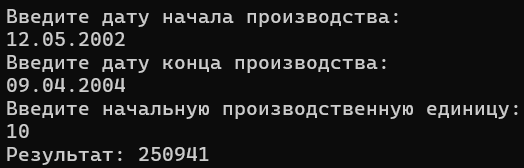 Введите дату начала производства:
12.05.2002
Введите дату конца производства:
09.04.2004
Введите начальную производственную единицу:
10
Результат: 250941